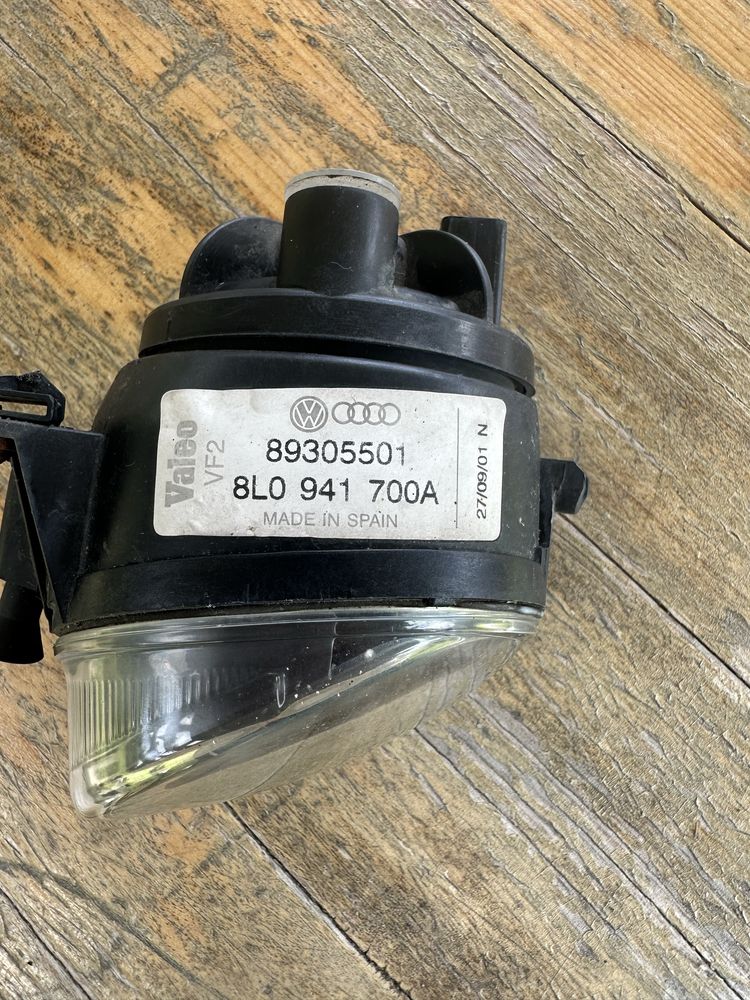 Valeo
VF2
89305501
8L0 941 700A
MADE IN SPAIN
27/09/01 N